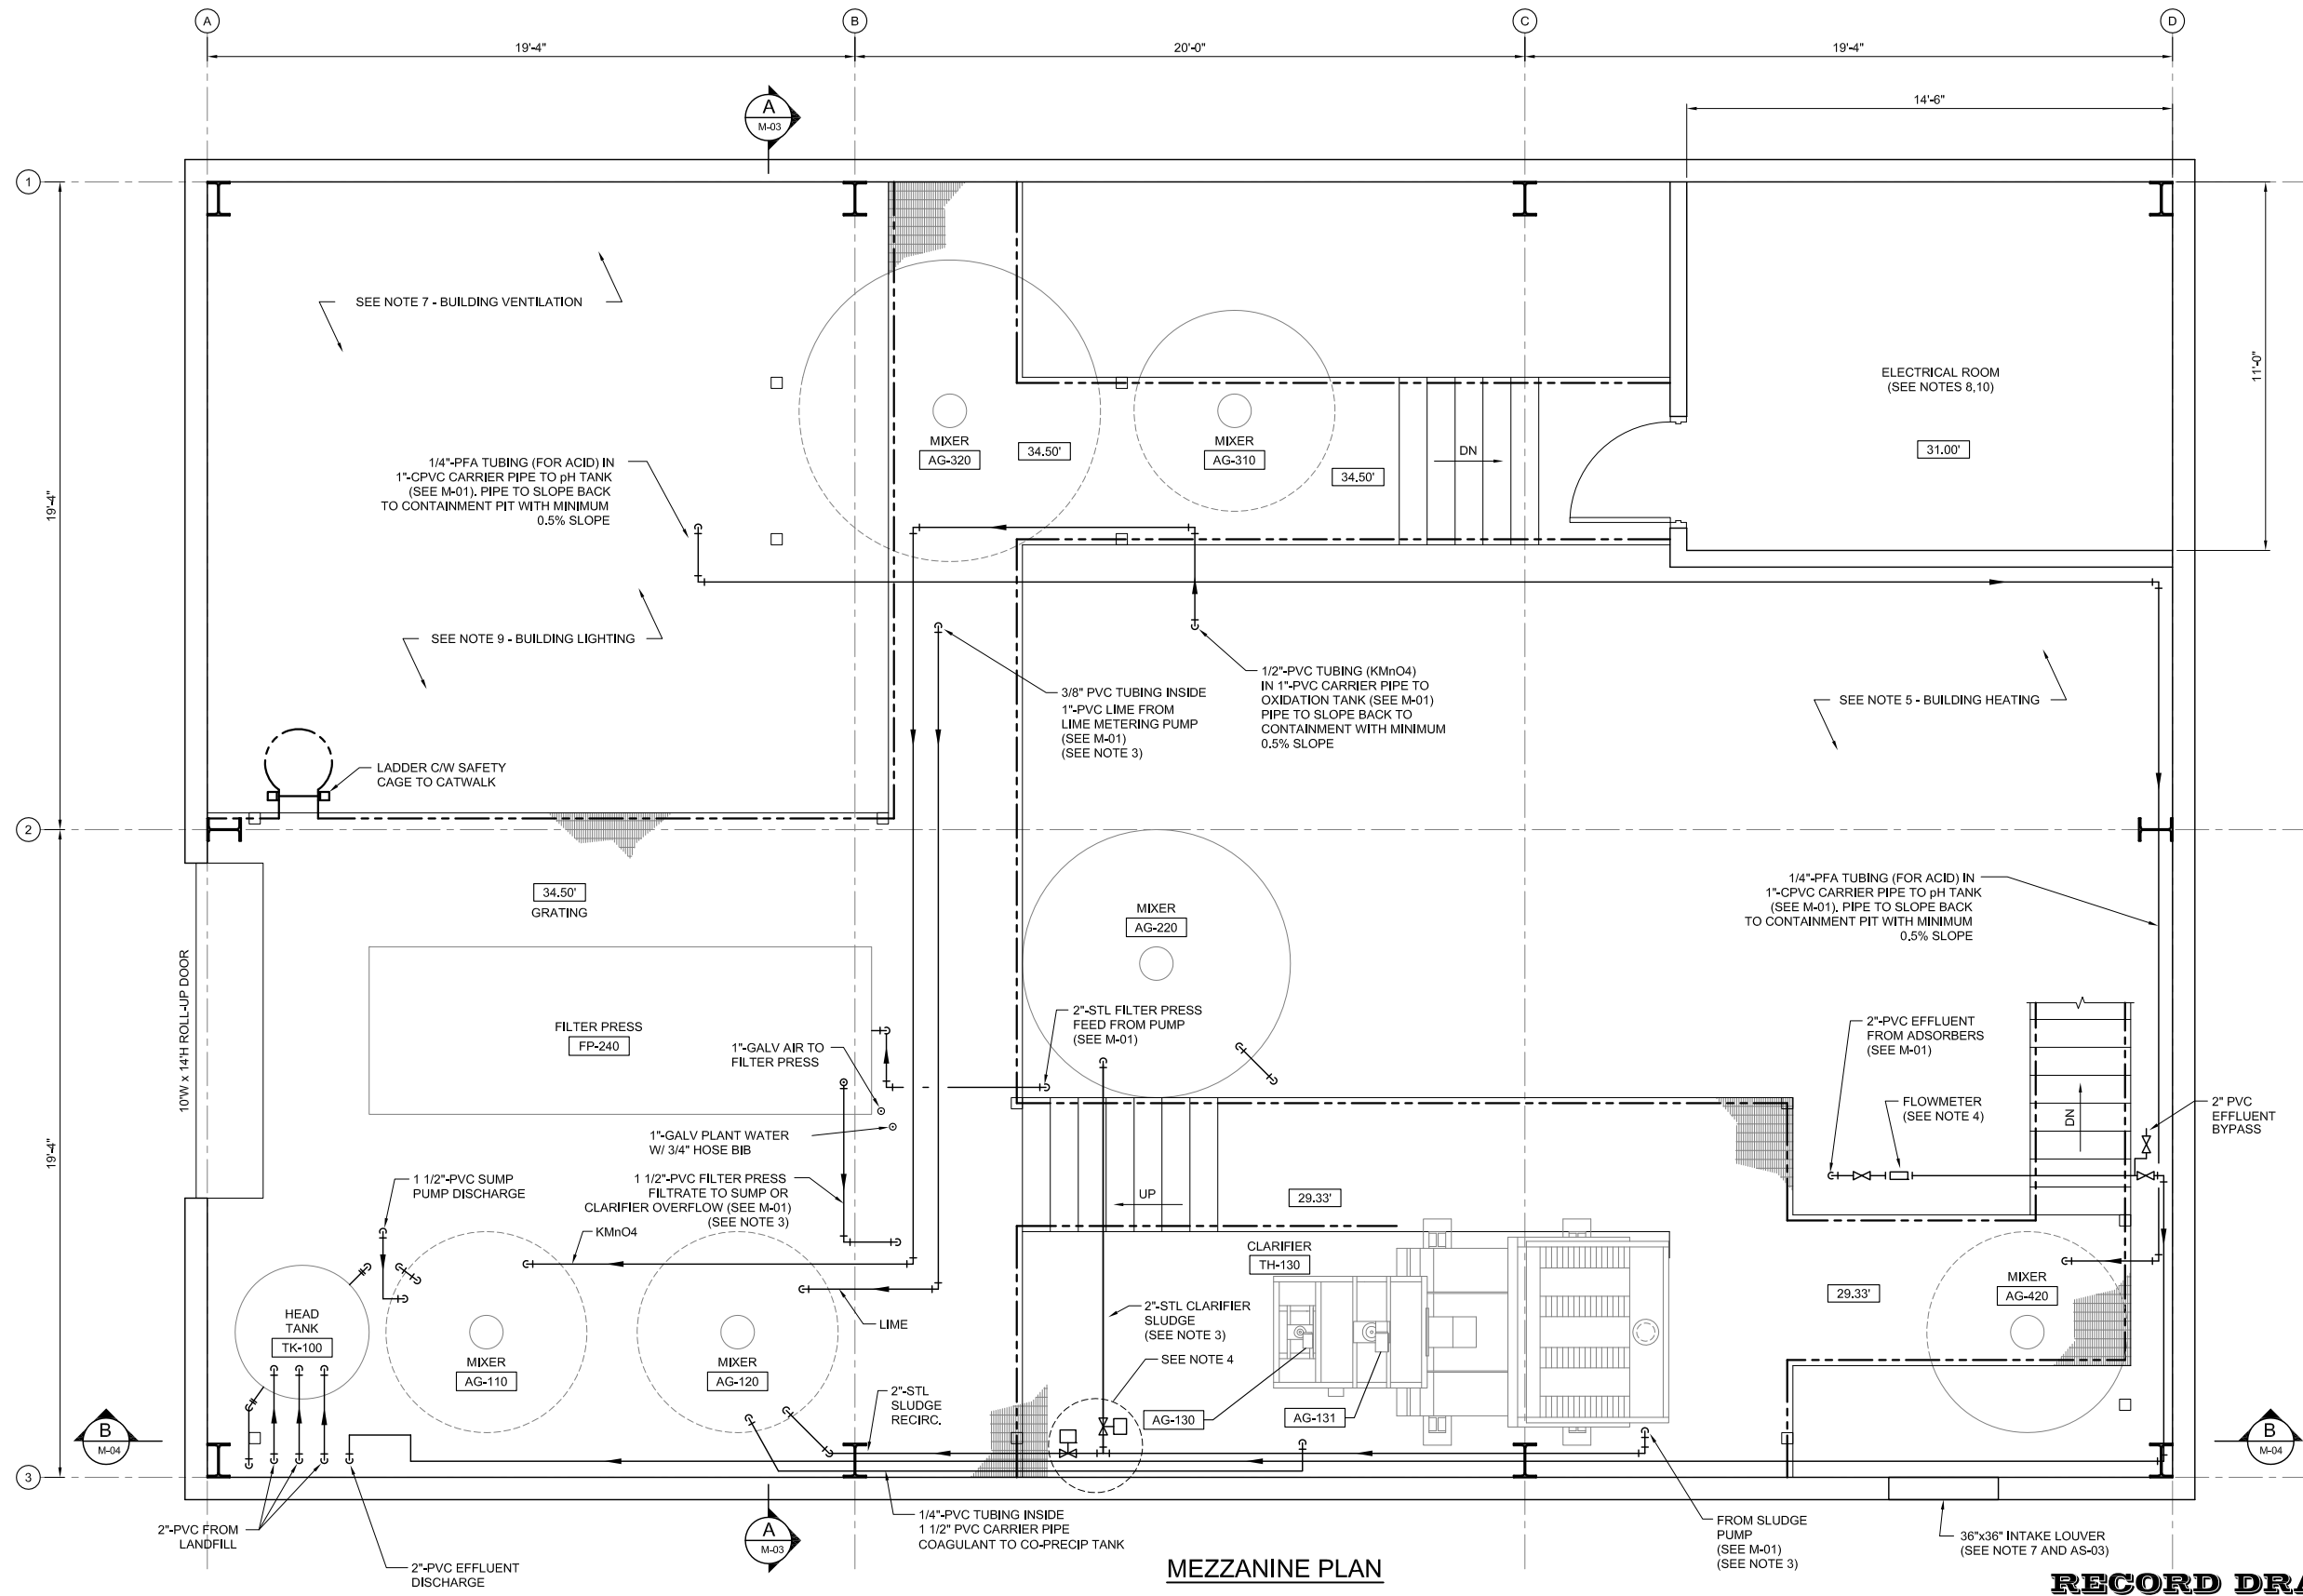 A
B
C
D
19'-4"
20'-0"
19'-4"
14'-6"
A
M-03
1
SEE NOTE 7 - BUILDING VENTILATION
ELECTRICAL ROOM
(SEE NOTES 8,10)
31.00'
11'-0"
MIXER
AG-320
34.50'
MIXER
AG-310
34.50'
DN
1/4"-PFA TUBING (FOR ACID) IN
1"-CPVC CARRIER PIPE TO pH TANK
(SEE M-01). PIPE TO SLOPE BACK
TO CONTAINMENT PIT WITH MINIMUM
0.5% SLOPE
19'-4"
SEE NOTE 9 - BUILDING LIGHTING
3/8" PVC TUBING INSIDE
1"-PVC LIME FROM
LIME METERING PUMP
(SEE M-01)
(SEE NOTE 3)
1/2"-PVC TUBING (KMnO4)
IN 1"-PVC CARRIER PIPE TO
OXIDATION TANK (SEE M-01)
PIPE TO SLOPE BACK TO
CONTAINMENT WITH MINIMUM
0.5% SLOPE
SEE NOTE 5 - BUILDING HEATING
LADDER C/W SAFETY
CAGE TO CATWALK
2
34.50'
GRATING
MIXER
AG-220
1/4"-PFA TUBING (FOR ACID) IN
1"-CPVC CARRIER PIPE TO pH TANK
(SEE M-01). PIPE TO SLOPE BACK
TO CONTAINMENT PIT WITH MINIMUM
0.5% SLOPE
10'W x 14'H ROLL-UP DOOR
FILTER PRESS
FP-240
1"-GALV AIR TO
FILTER PRESS
2"-STL FILTER PRESS
FEED FROM PUMP
(SEE M-01)
2"-PVC EFFLUENT
FROM ADSORBERS
(SEE M-01)
FLOWMETER
(SEE NOTE 4)
DN
2" PVC
EFFLUENT
BYPASS
19'-4"
1"-GALV PLANT WATER
W/ 3/4" HOSE BIB
1 1/2"-PVC SUMP
PUMP DISCHARGE
1 1/2"-PVC FILTER PRESS
FILTRATE TO SUMP OR
CLARIFIER OVERFLOW (SEE M-01)
(SEE NOTE 3)
UP
29.33'
KMnO4
CLARIFIER
TH-130
29.33'
MIXER
AG-420
HEAD
TANK
TK-100
MIXER
AG-110
MIXER
AG-120
LIME
2"-STL CLARIFIER
SLUDGE
(SEE NOTE 3)
SEE NOTE 4
2"-STL
SLUDGE
RECIRC.
AG-130
AG-131
B
M-04
B
M-04
3
2"-PVC FROM
LANDFILL
A
M-03
1/4"-PVC TUBING INSIDE
1 1/2" PVC CARRIER PIPE
COAGULANT TO CO-PRECIP TANK
FROM SLUDGE
PUMP
(SEE M-01)
(SEE NOTE 3)
36"x36" INTAKE LOUVER
(SEE NOTE 7 AND AS-03)
2"-PVC EFFLUENT
DISCHARGE
MEZZANINE PLAN
RECORD DRA